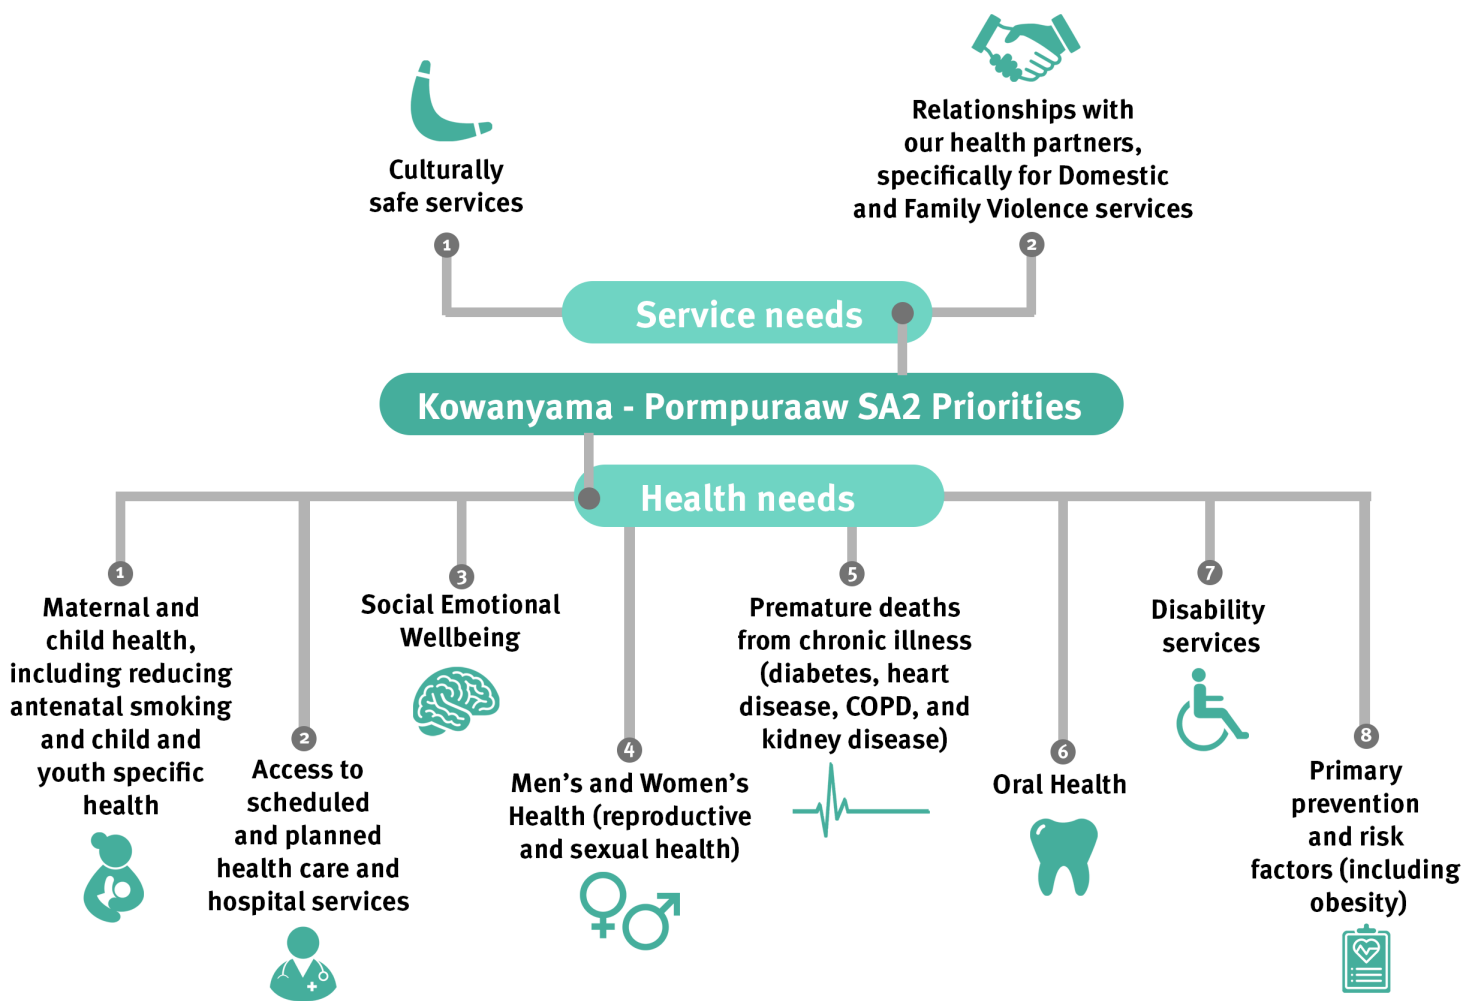 Culturally
safe services
1
Relationships with
our health partners,
specifically for Domestic
and Family Violence services
2
Service needs
Kowanyama - Pormpuraaw SA2 Priorities
Health needs
1
Maternal and
child health,
including reducing
antenatal smoking
and child and
youth specific
health
2
Access to
scheduled
and planned
health care and
hospital services
3
Social Emotional
Wellbeing
4
Men’s and Women’s
Health (reproductive
and sexual health)
5
Premature deaths
from chronic illness
(diabetes, heart
disease, COPD, and
kidney disease)
6
Oral Health
7
Disability
services
8
Primary
prevention
and risk
factors (including
obesity)